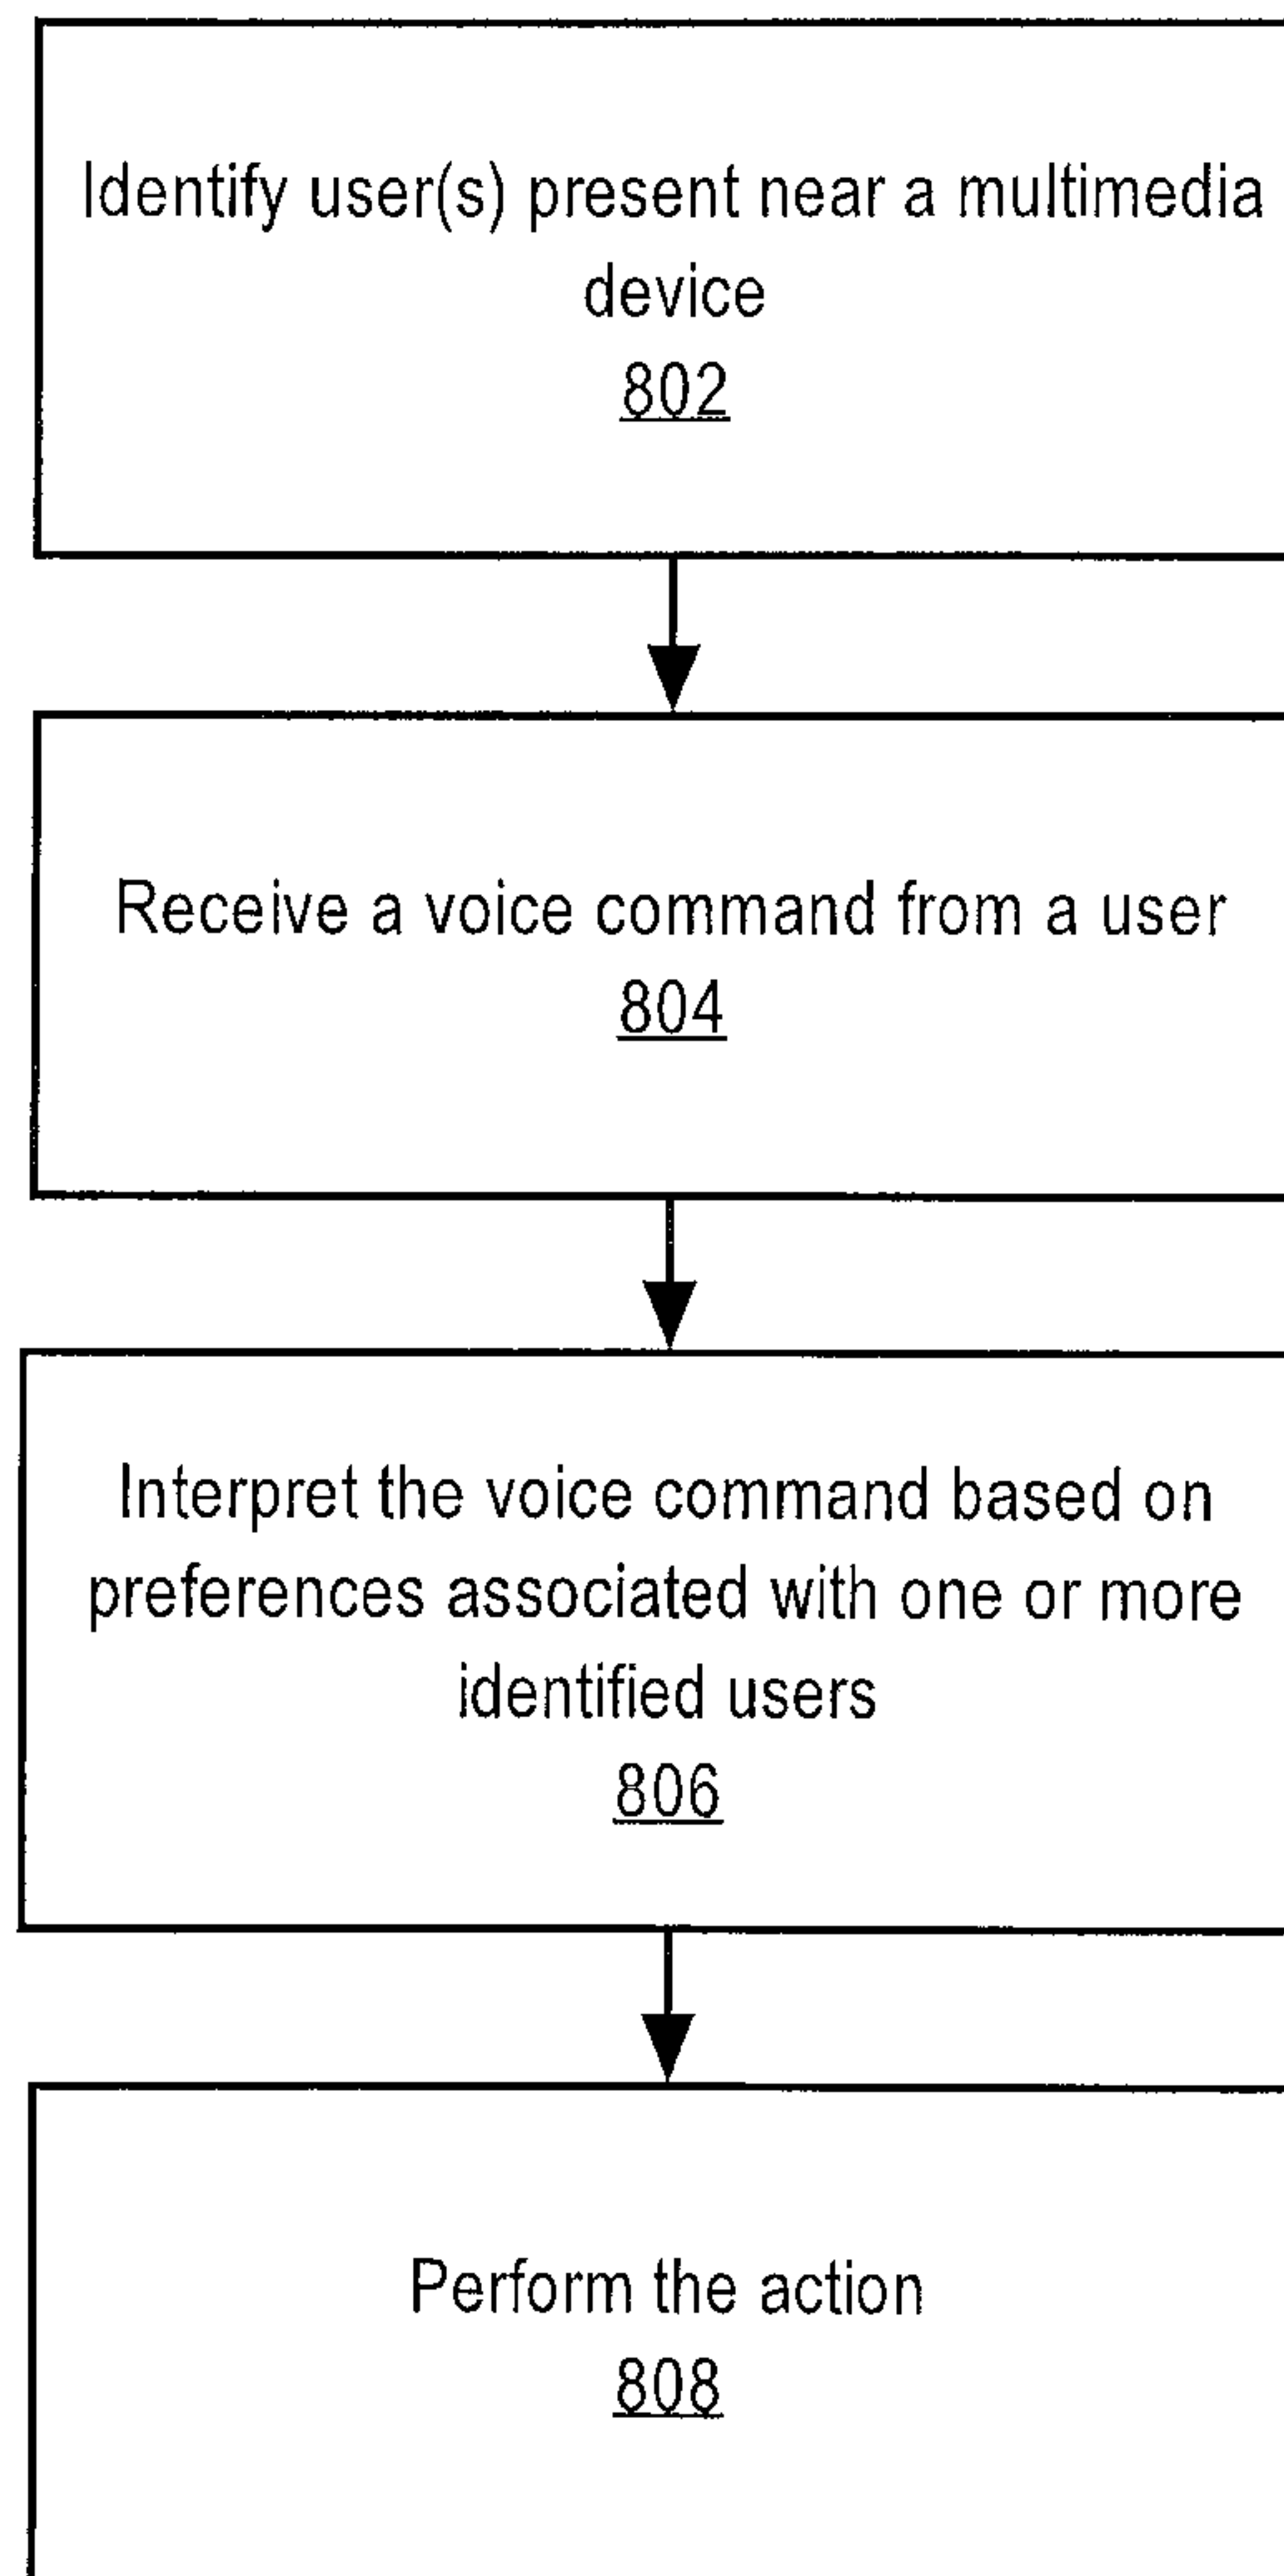 Identify user(s) present near a multimedia
device
802
Receive a voice command from a user
804
Interpret the voice command based on
preferences associated with one or more
identified users
806
Perform the action
808